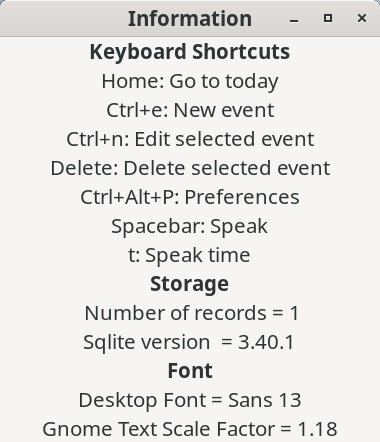 Information
Keyboard Shortcuts
Home: Go to today
Ctrl+e: New event
Ctrl+n: Edit selected event
Delete: Delete selected event
Ctrl+Alt+P: Preferences
Spacebar: Speak
t: Speak time
Storage
Number of records = 1
Sqlite version  = 3.40.1
Font
Desktop Font = Sans 13
Gnome Text Scale Factor = 1.18